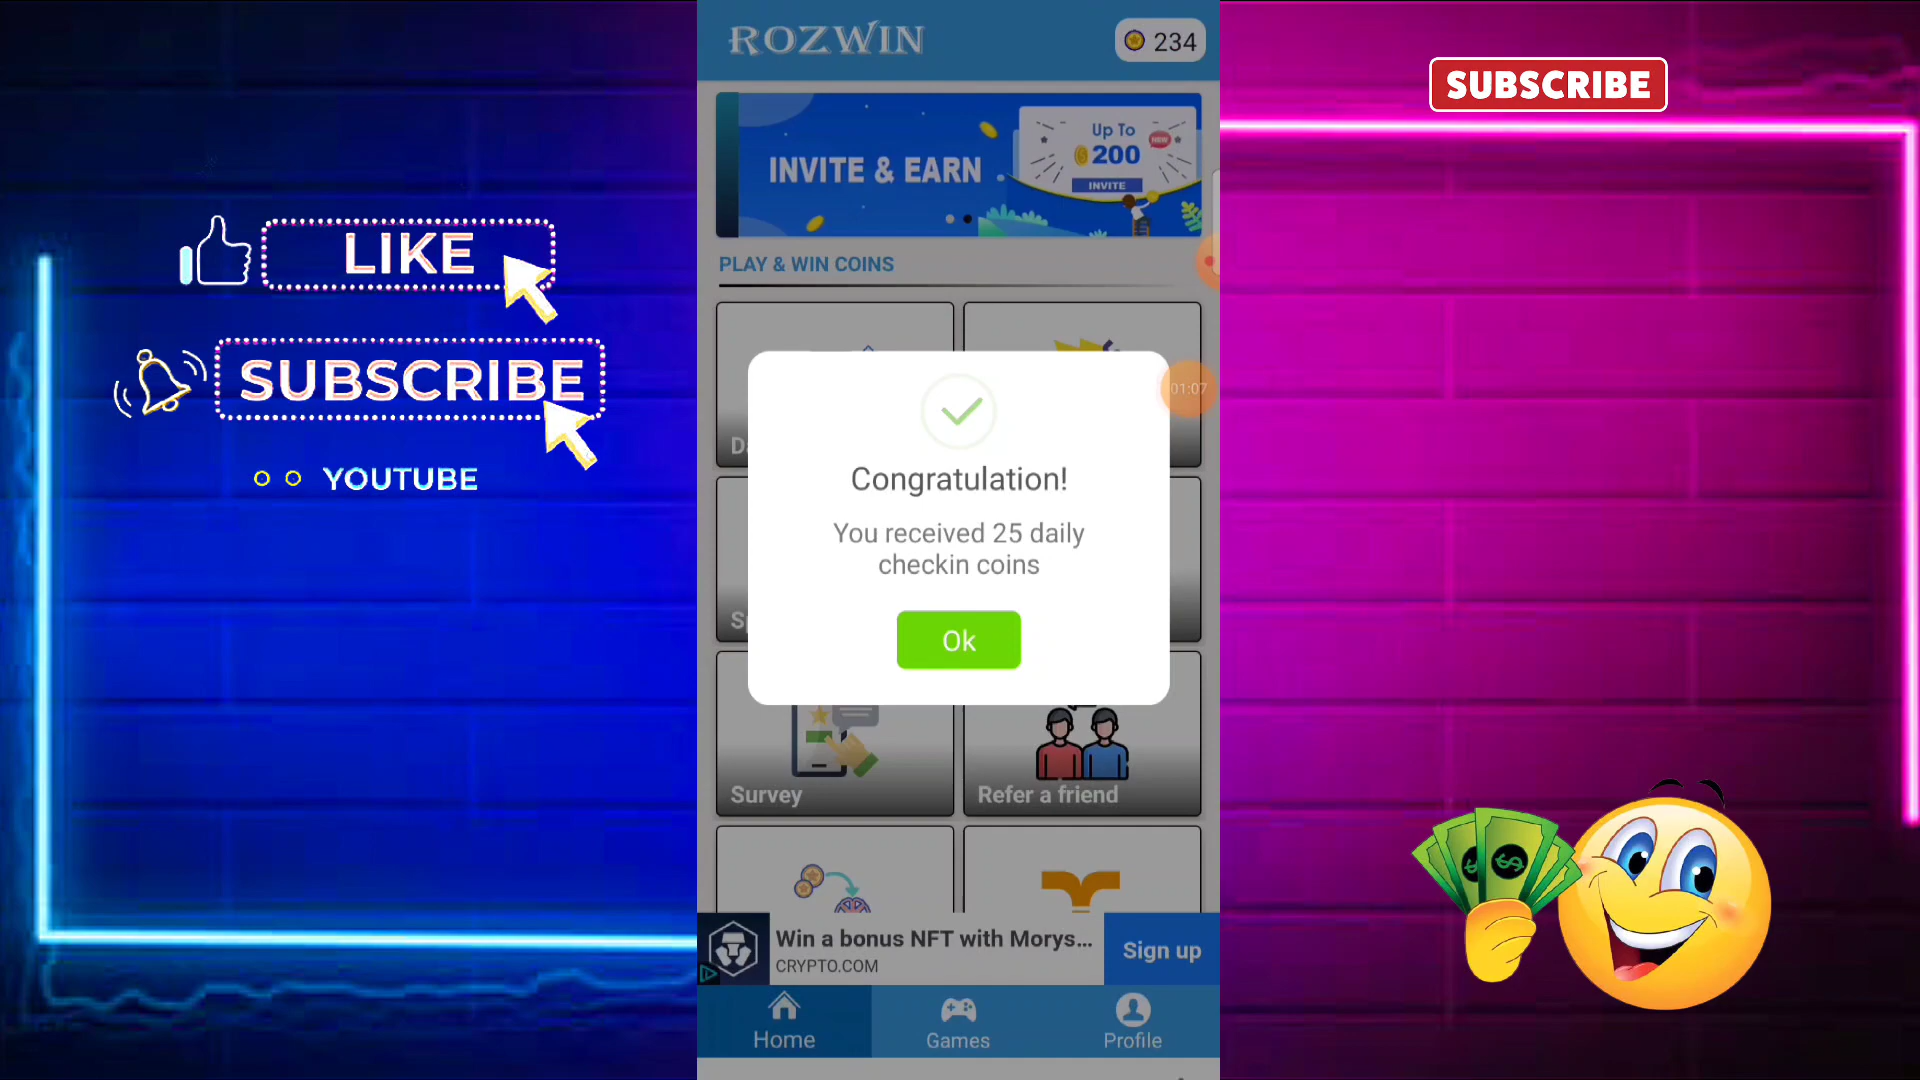 ROZWIN
234
SUBSCRIBE
INVITE & EARN
Up To
NEW
200
INVITE
LIKE
PLAY & WIN COINS
SUBSCRIBE
01:07
YOUTUBE
Congratulation!
You received 25 daily
checkin coins
Ok
Survey
Refer a friend
Win a bonus NFT with Morys...
CRYPTO.COM
Sign up
Home
Games
Profile